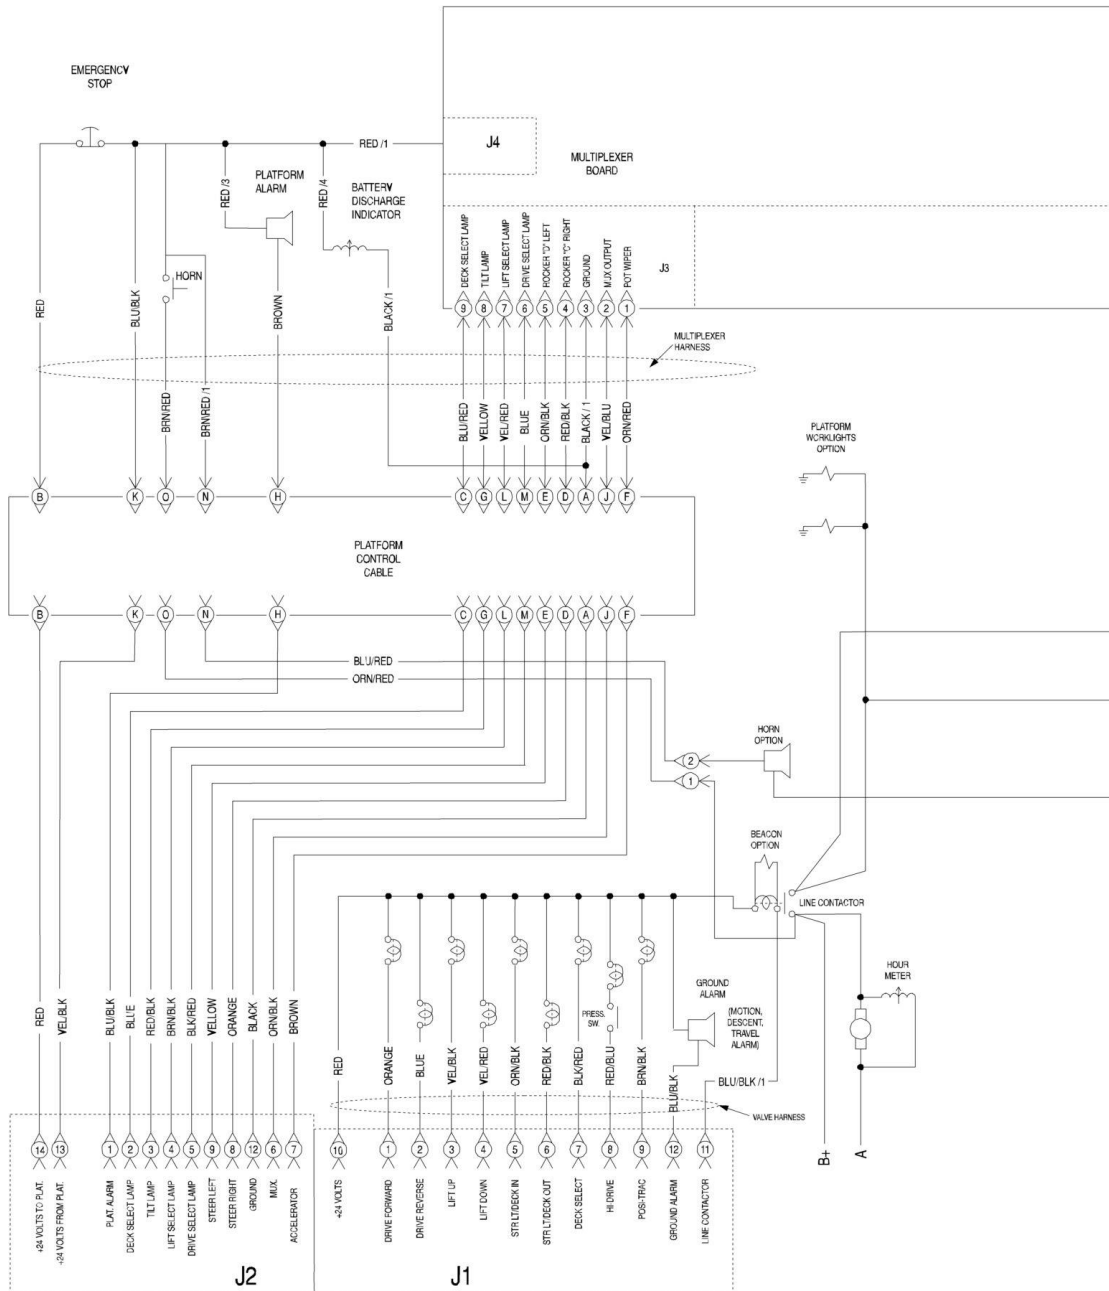 EMERGENCY
STOP
RED /1
J4
MULTIPLEXER
BOARD
PLATFORM
ALARM
BATTERY
DISCHARGE
INDICATOR
RED /3
RED /4
HORN
RED
BLU/BLK
BROWN
BLACK /1
DECK SELECT LAMP
TILT LAMP
LIFT SELECT LAMP
DRIVE SELECT LAMP
ROCKER "D" LEFT
ROCKER "C" RIGHT
GROUND
MUX OUTPUT
POT WIPER
J3
9 8 7 6 5 4 3 2 1
MULTIPLEXER
HARNESS
BRN/RED
BRN/RED /1
BLU/RED
YELLOW
YEL/RED
BLUE
ORN/BLK
RED/BLK
BLACK / 1
YEL/BLU
ORN/RED
PLATFORM
WORKLIGHTS
OPTION
B K O N H C G L M E D A J F
PLATFORM
CONTROL
CABLE
B K O N H C G L M E D A J F
BLU/RED
ORN/RED
HORN
OPTION
2
1
BEACON
OPTION
LINE CONTACTOR
HOUR
METER
GROUND
ALARM
(MOTION,
DESCENT,
TRAVEL
ALARM)
PRESS.
SW.
RED
YEL/BLK
BLU/BLK
BLUE
RED/BLK
BRN/BLK
BLK/RED
YELLOW
ORANGE
BLACK
ORN/BLK
BROWN
RED
ORANGE
BLUE
YEL/BLK
YEL/RED
ORN/BLK
RED/BLK
BLK/RED
RED/BLU
BRN/BLK
BLU/BLK
BLU/BLK /1
VALVE HARNESS
B+
A
14 13 1 2 3 4 5 9 8 12 6 7
10 1 2 3 4 5 6 7 8 9 12 11
+24 VOLTS TO PLAT.
+24 VOLTS FROM PLAT.
PLAT. ALARM
DECK SELECT LAMP
TILT LAMP
LIFT SELECT LAMP
DRIVE SELECT LAMP
STEER LEFT
STEER RIGHT
GROUND
MUX.
ACCELERATOR
+24 VOLTS
DRIVE FORWARD
DRIVE REVERSE
LIFT UP
LIFT DOWN
STR LT/DECK IN
STR LT/DECK OUT
DECK SELECT
HI DRIVE
POSI-TRAC
GROUND ALARM
LINE CONTACTOR
J2
J1